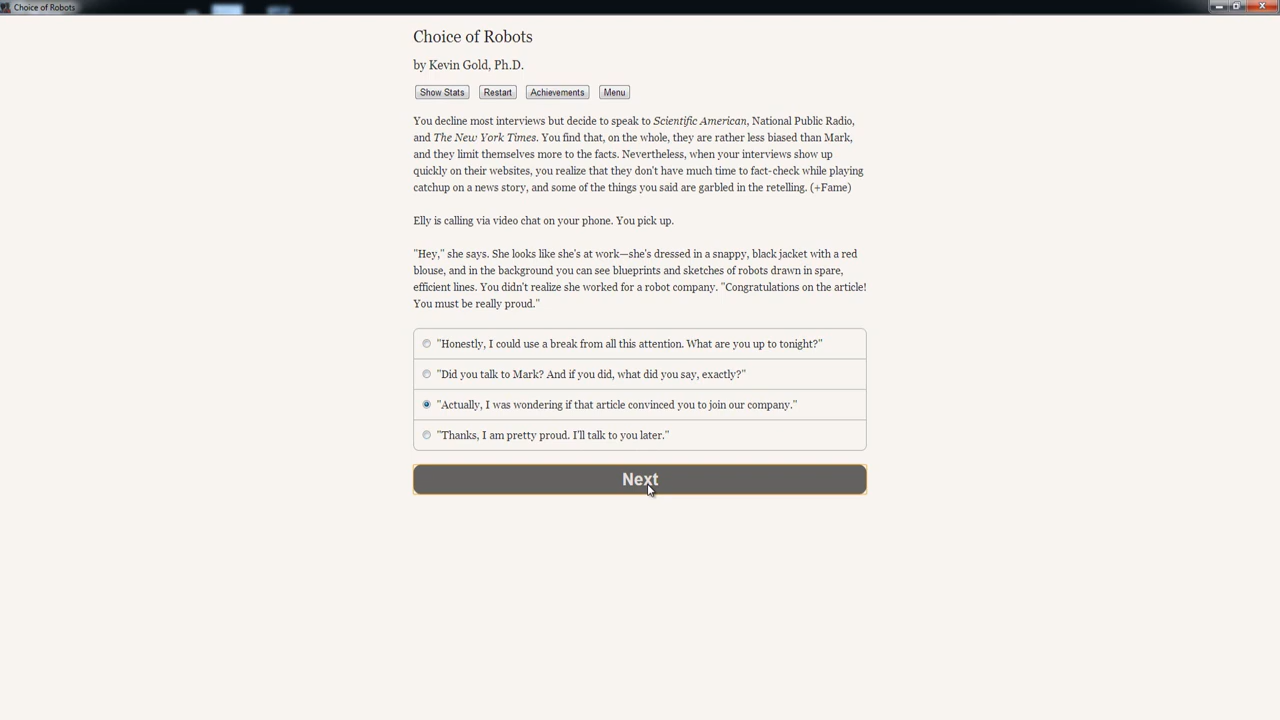 Choice of Robots
Choice of Robots
by Kevin Gold, Ph.D.
Show Stats Restart Achievements Menu
You decline most interviews but decide to speak to Scientific American, National Public Radio,
and The New York Times. You find that, on the whole, they are rather less biased than Mark,
and they limit themselves more to the facts. Nevertheless, when your interviews show up
quickly on their websites, you realize that they don't have much time to fact-check while playing
catchup on a news story, and some of the things you said are garbled in the retelling. (+Fame)
Elly is calling via video chat on your phone. You pick up.
"Hey," she says. She looks like she's at work—she's dressed in a snappy, black jacket with a red
blouse, and in the background you can see blueprints and sketches of robots drawn in spare,
efficient lines. You didn't realize she worked for a robot company. "Congratulations on the article!
You must be really proud."
"Honestly, I could use a break from all this attention. What are you up to tonight?"
"Did you talk to Mark? And if you did, what did you say, exactly?"
"Actually, I was wondering if that article convinced you to join our company."
"Thanks, I am pretty proud. I'll talk to you later."
Next